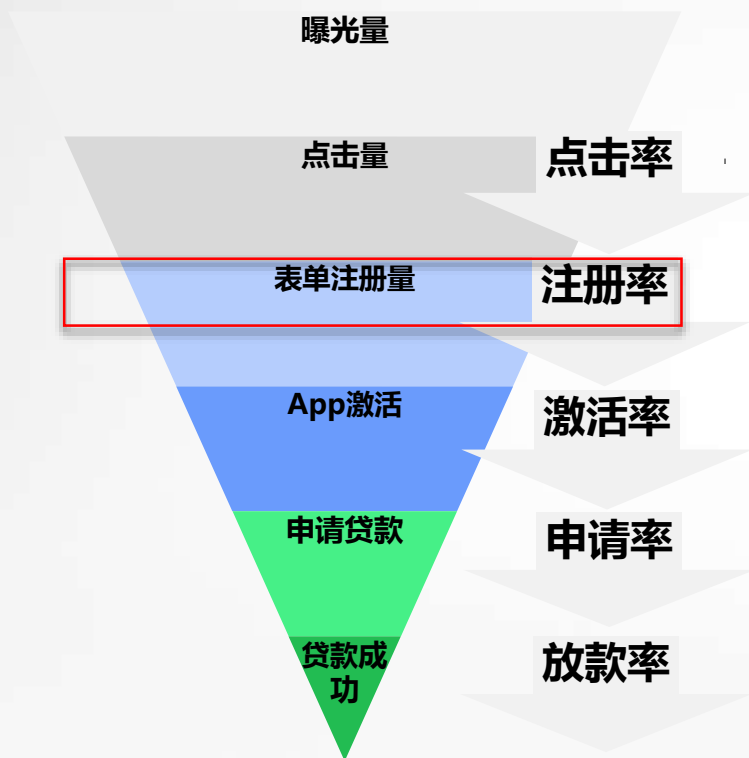 曝光量
点击量
点击率
表单注册量
注册率
App激活
激活率
申请贷款
申请率
贷款成
功
放款率